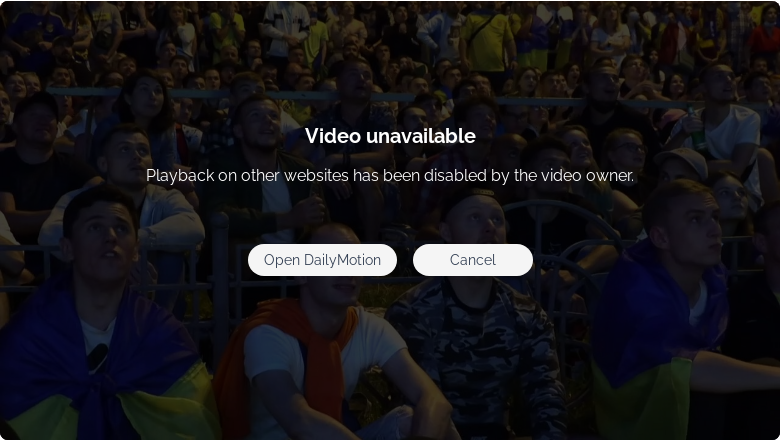 Video unavailable
Playback on other websites has been disabled by the video owner.
Open DailyMotion
Cancel